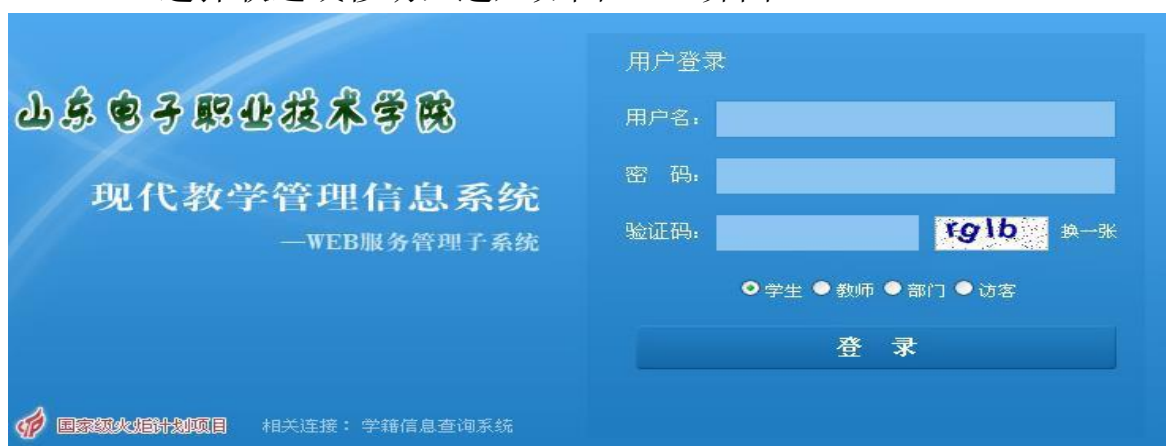 用户登录
山东电子职业技术学院
用户名:
密 码:
现代教学管理信息系统
—WEB服务管理子系统
验证码:
rglb
换一张
学生 教师 部门 访客
登 录
国家级火炬计划项目
相关连接: 学籍信息查询系统